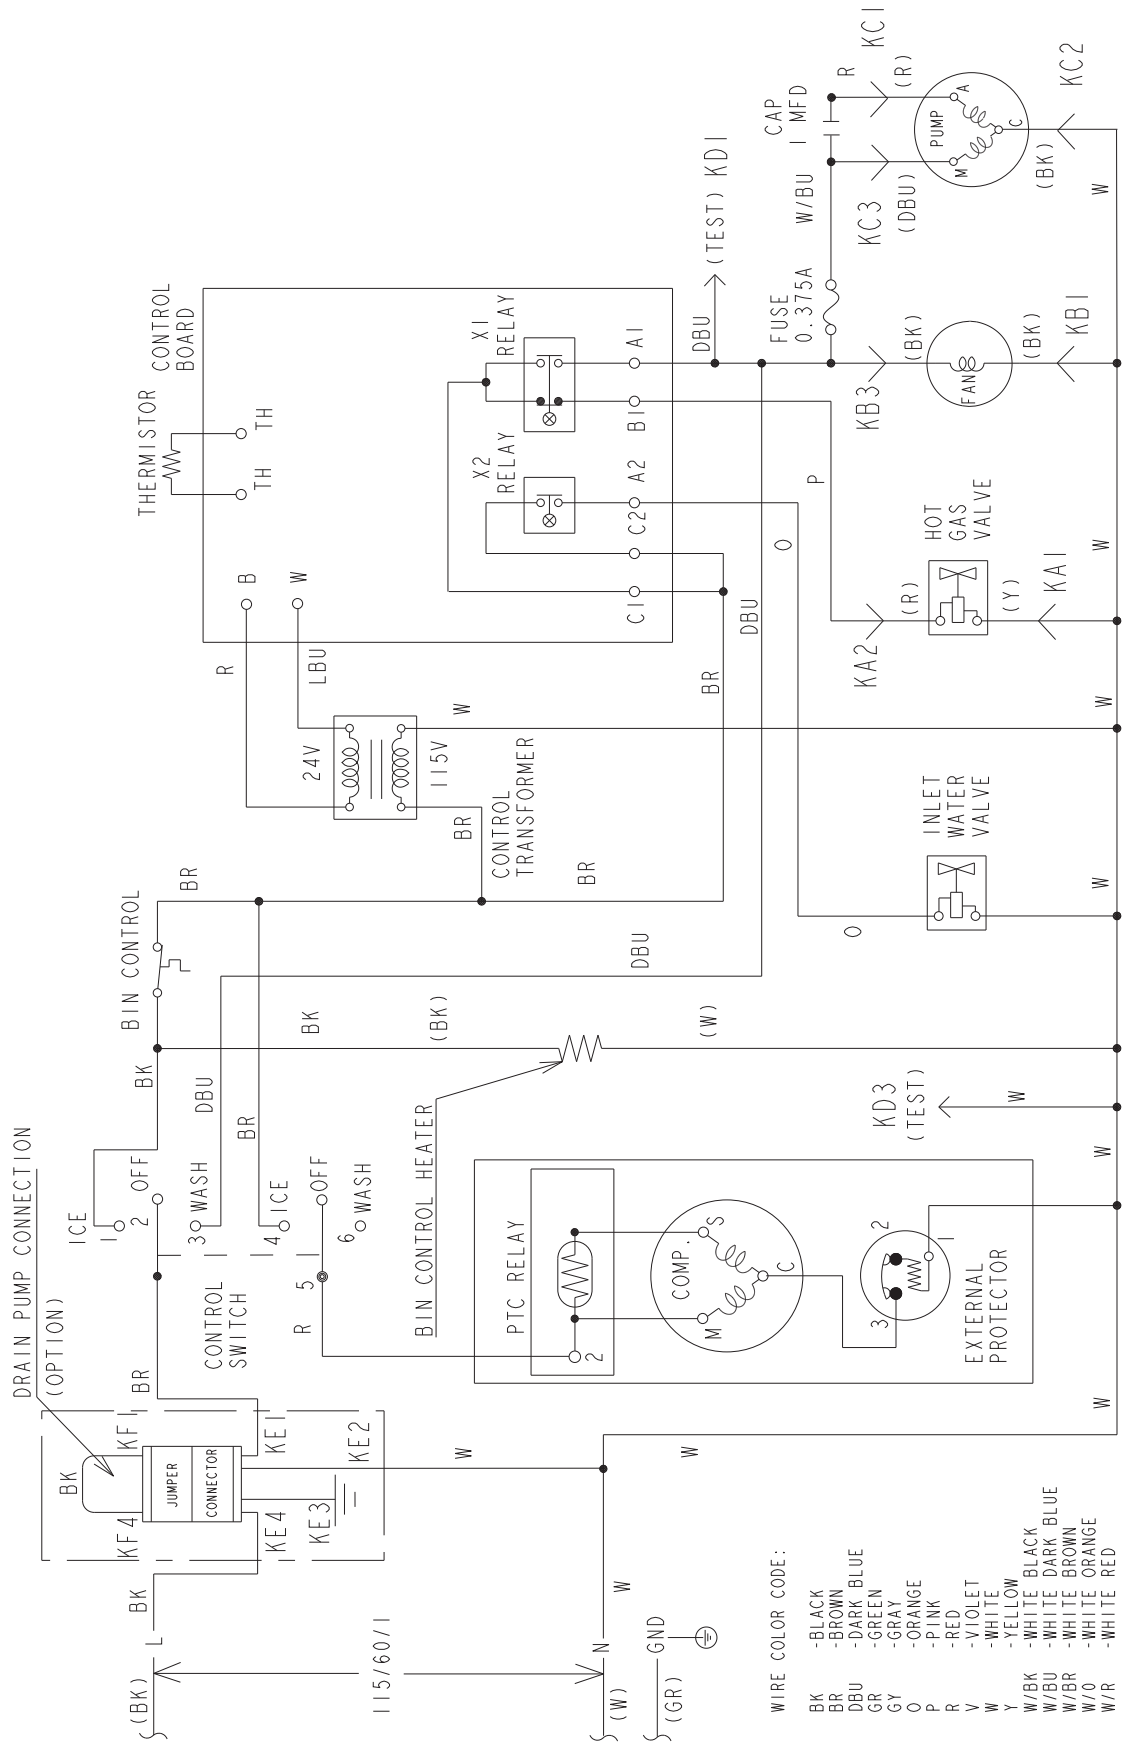 DRAIN PUMP CONNECTION
(OPTION)
BK
KF4
KF1
JUMPER
CONNECTOR
KE4
KE1
KE3
KE2
(BK)
L
BK
115/60/1
N
(W)
W
GND
(GR)
W
W
W
BR
CONTROL
SWITCH
ICE
1
2
OFF
3
WASH
4
ICE
5
OFF
6
WASH
R
BK
DBU
BR
BIN CONTROL
BR
BK
(BK)
(W)
BIN CONTROL HEATER
DBU
BR
BR
PTC RELAY
2
COMP.
S
M
C
EXTERNAL
PROTECTOR
1
2
3
KD3
(TEST)
W
W
CONTROL
TRANSFORMER
24V
115V
R
LBU
W
THERMISTOR
CONTROL
BOARD
TH
TH
B
W
X2
RELAY
X1
RELAY
C1
C2
A2
B1
A1
BR
DBU
DBU
(TEST) KD1
O
O
P
INLET
WATER
VALVE
W
W
KA2
(R)
HOT
GAS
VALVE
(Y)
KA1
W
KB3
(BK)
FAN
(BK)
KB1
FUSE
0.375A
W/BU
CAP
1 MFD
R
KC1
(R)
KC3
(DBU)
PUMP
M
A
C
(BK)
KC2
W
WIRE COLOR CODE:
BK -BLACK
BR -BROWN
DBU -DARK BLUE
GR -GREEN
GY -GRAY
O -ORANGE
P -PINK
R -RED
V -VIOLET
W -WHITE
Y -YELLOW
W/BK -WHITE BLACK
W/BU -WHITE DARK BLUE
W/BR -WHITE BROWN
W/O -WHITE ORANGE
W/R -WHITE RED